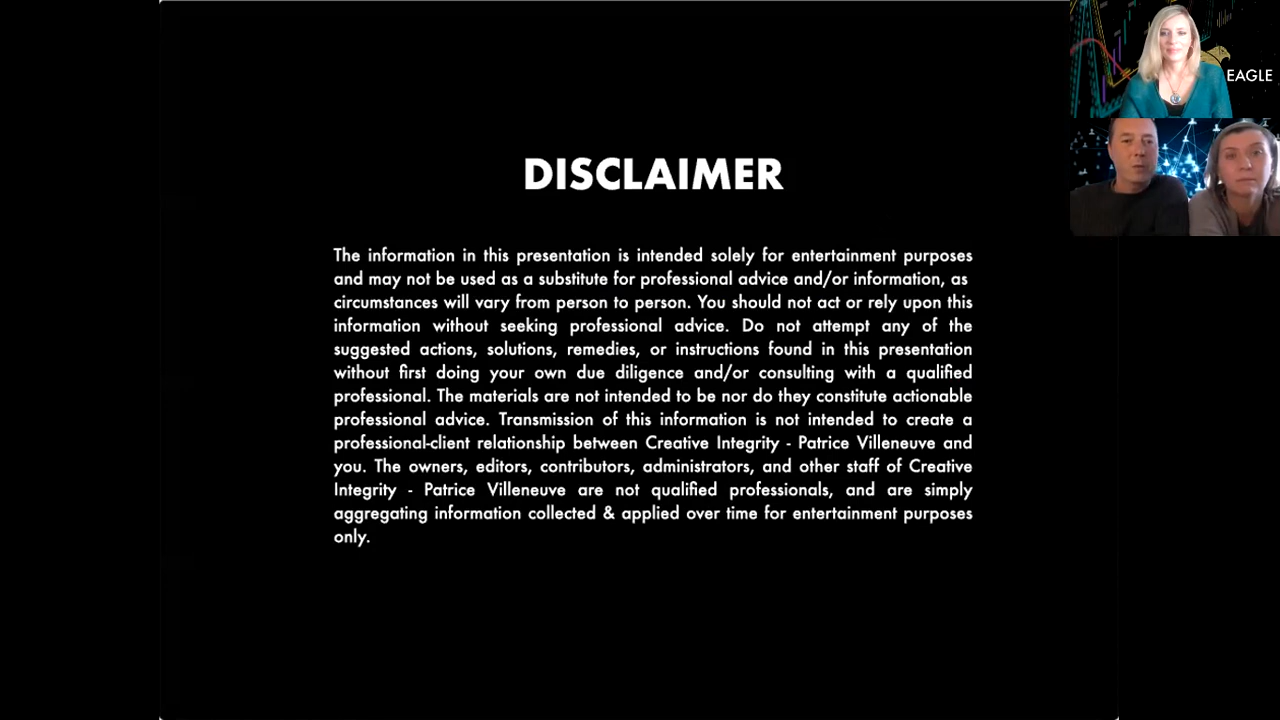 DISCLAIMER
EAGLE
The information in this presentation is intended solely for entertainment purposes
and may not be used as a substitute for professional advice and/or information, as
circumstances will vary from person to person. You should not act or rely upon this
information without seeking professional advice. Do not attempt any of the
suggested actions, solutions, remedies, or instructions found in this presentation
without first doing your own due diligence and/or consulting with a qualified
professional. The materials are not intended to be nor do they constitute actionable
professional advice. Transmission of this information is not intended to create a
professional-client relationship between Creative Integrity - Patrice Villeneuve and
you. The owners, editors, contributors, administrators, and other staff of Creative
Integrity - Patrice Villeneuve are not qualified professionals, and are simply
aggregating information collected & applied over time for entertainment purposes
only.